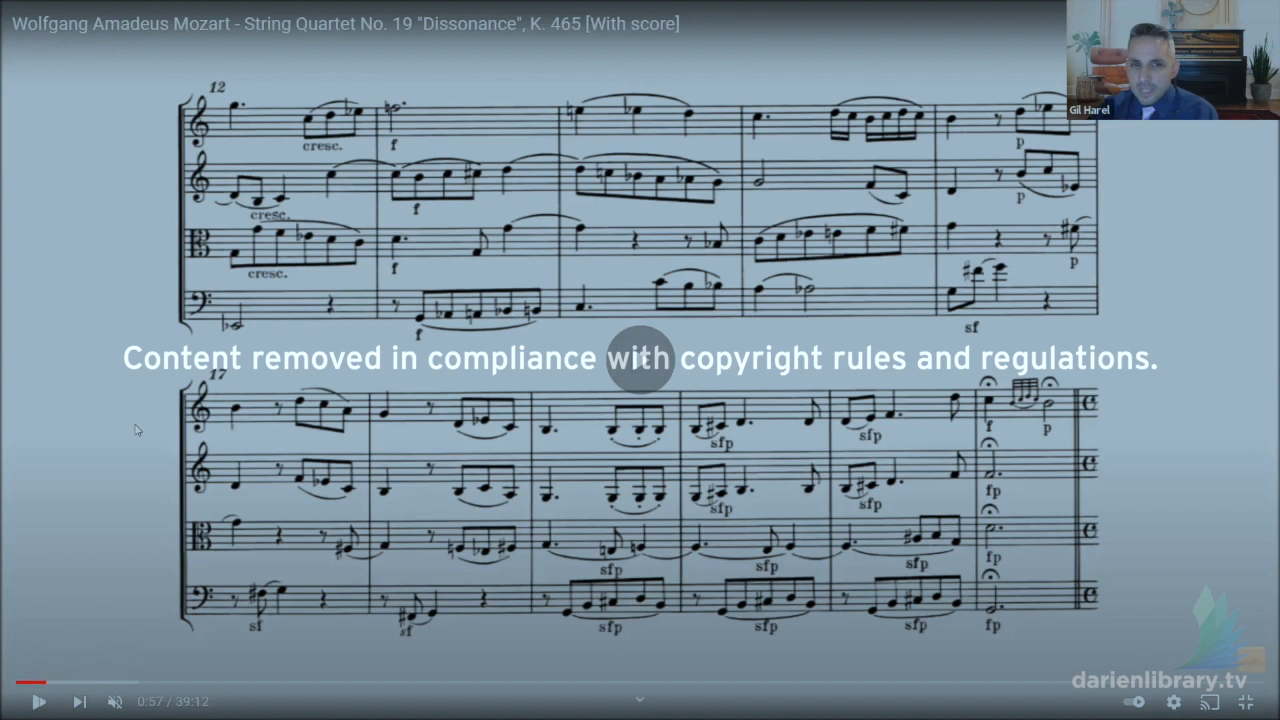 Wolfgang Amadeus Mozart - String Quartet No. 19 "Dissonance", K. 465 [With score]
Gil Harel
12
cresc.
f
p
cresc.
f
p
cresc.
f
p
f
sf
Content removed in compliance with copyright rules and regulations.
17
sfp
sfp
f
p
sfp
sfp
fp
sfp
sfp
sfp
fp
sf
sf
sfp
sfp
sfp
fp
darienlibrary.tv
0:57 / 39:12